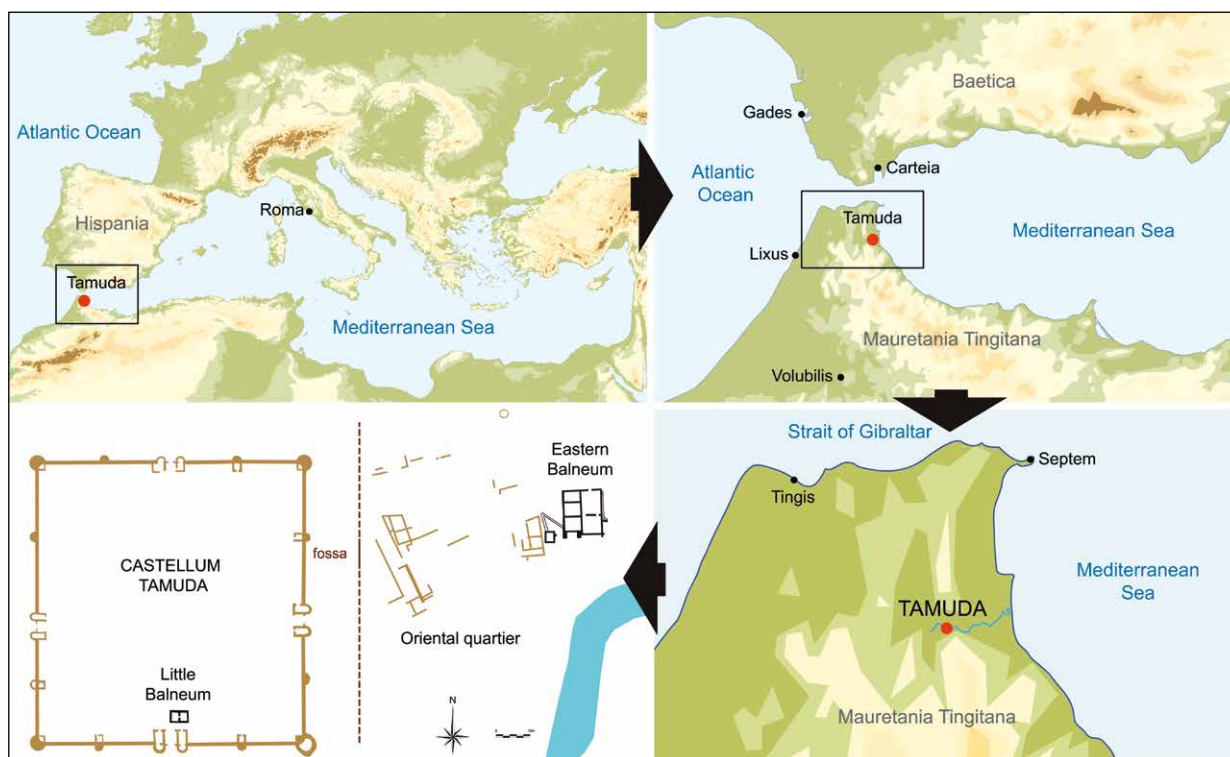 Atlantic Ocean
Hispania
Roma
Tamuda
Mediterranean Sea
Baetica
Gades
Carteia
Atlantic
Ocean
Tamuda
Mediterranean Sea
Lixus
Mauretania Tingitana
Volubilis
Strait of Gibraltar
Septem
Tingis
Mediterranean
Sea
TAMUDA
Mauretania Tingitana
Eastern
Balneum
fossa
CASTELLUM
TAMUDA
Oriental quartier
Little
Balneum
N